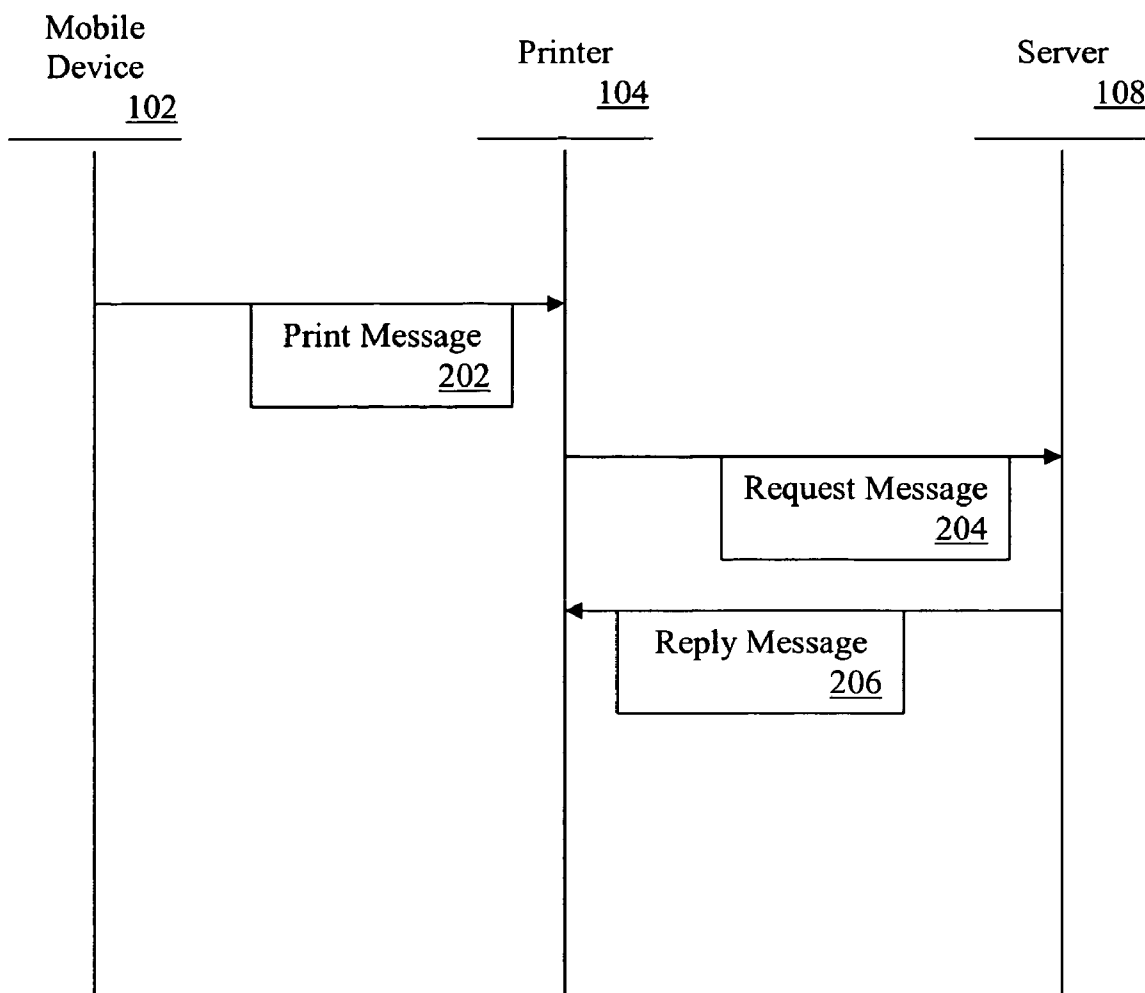 Mobile
Device
102
Printer
104
Server
108
Print Message
202
Request Message
204
Reply Message
206